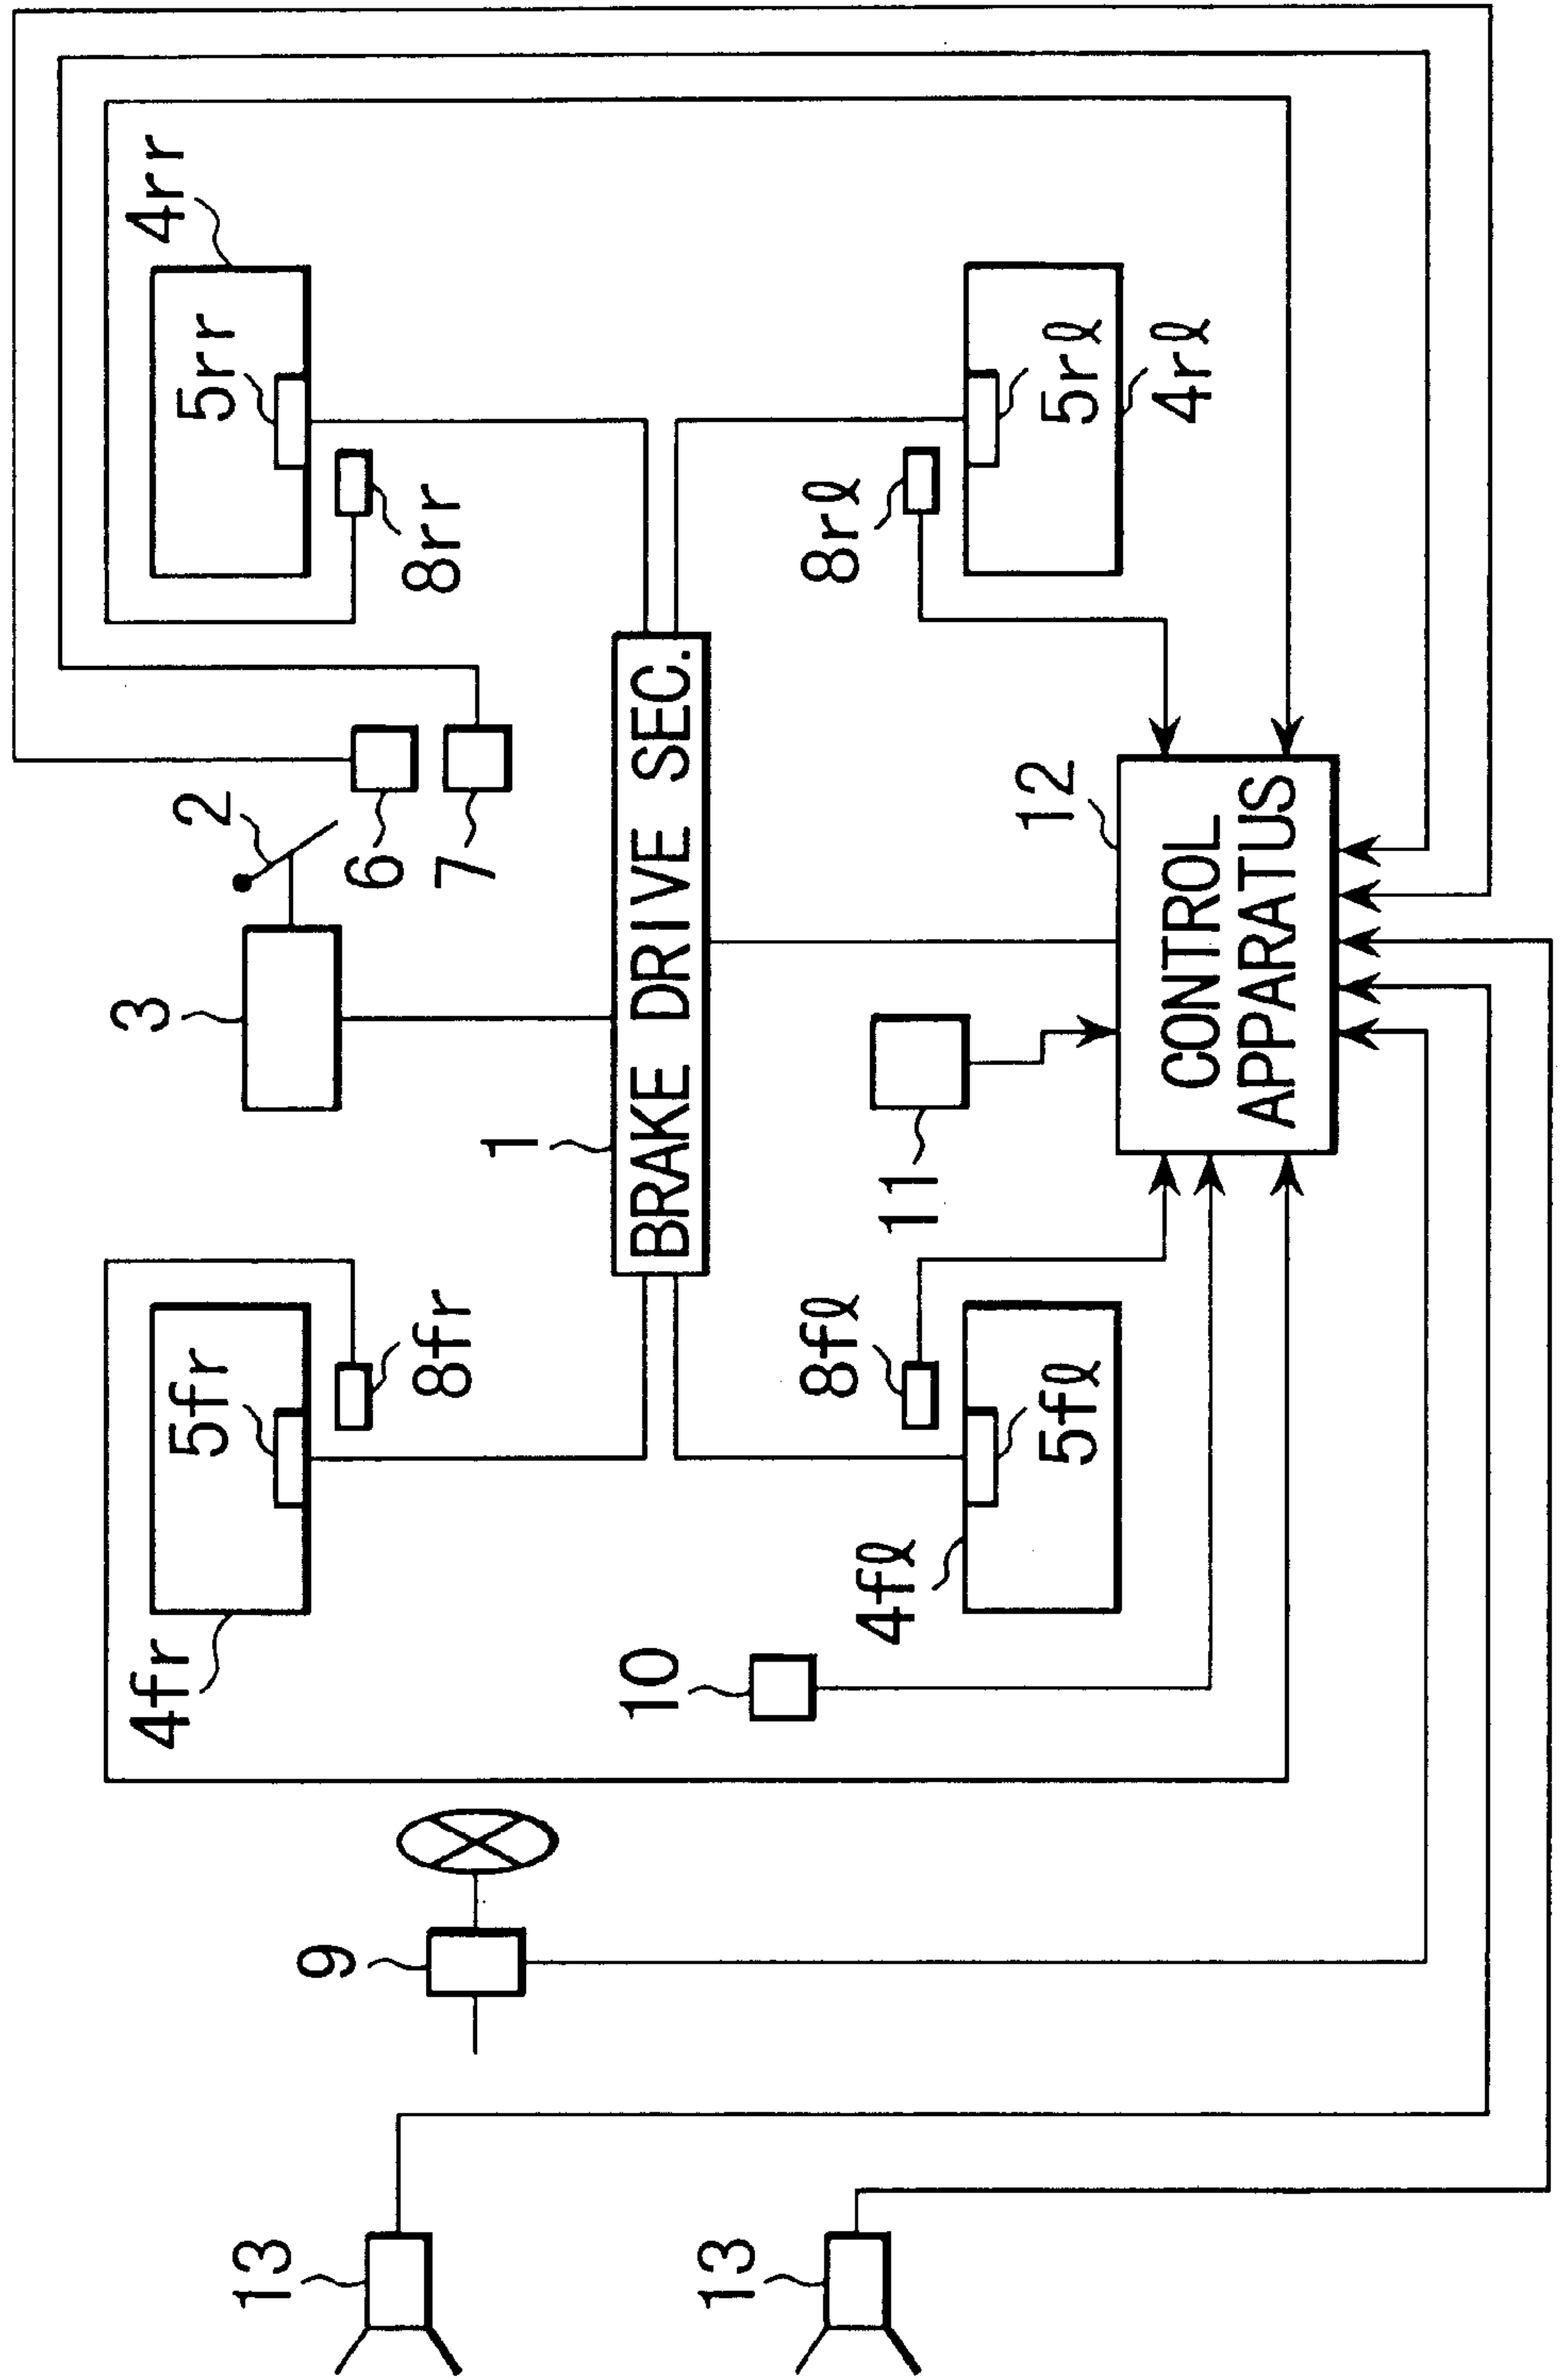 4rr
5rr
8rr
2
6
7
3
1
BRAKE DRIVE SEC.
8rℓ
5rℓ
4rℓ
12
CONTROL
APPARATUS
11
4fr
5fr
8fr
8fℓ
5fℓ
4fℓ
10
9
13
13